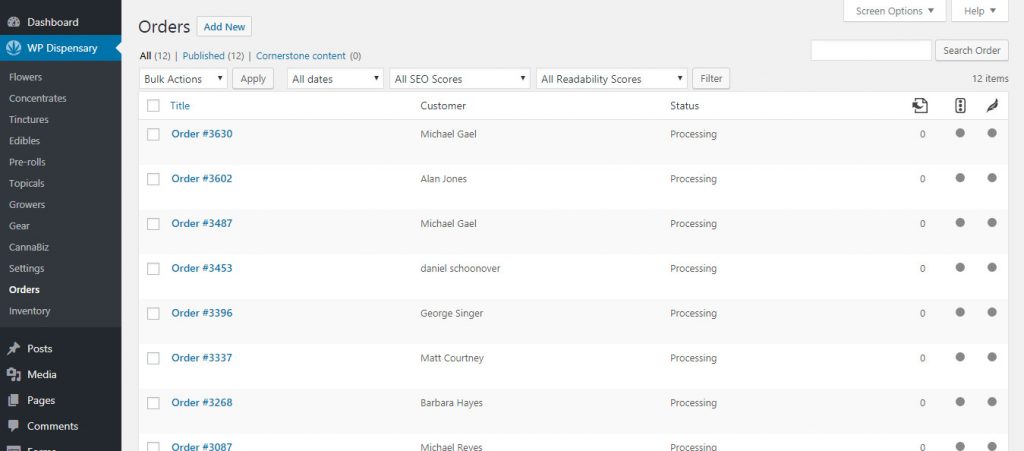 Dashboard
WP Dispensary
Flowers
Concentrates
Tinctures
Edibles
Pre-rolls
Topicals
Growers
Gear
CannaBiz
Settings
Orders
Inventory
Posts
Media
Pages
Comments
Forms
Screen Options ▼ Help ▼
Orders Add New
All (12) | Published (12) | Cornerstone content (0)
Search Order
Bulk Actions Apply All dates All SEO Scores All Readability Scores Filter 12 items
Title Customer Status
Order #3630 Michael Gael Processing 0
Order #3602 Alan Jones Processing 0
Order #3487 Michael Gael Processing 0
Order #3453 daniel schoonover Processing 0
Order #3396 George Singer Processing 0
Order #3337 Matt Courtney Processing 0
Order #3268 Barbara Hayes Processing 0
Order #3087 Michael Reyes Processing 0